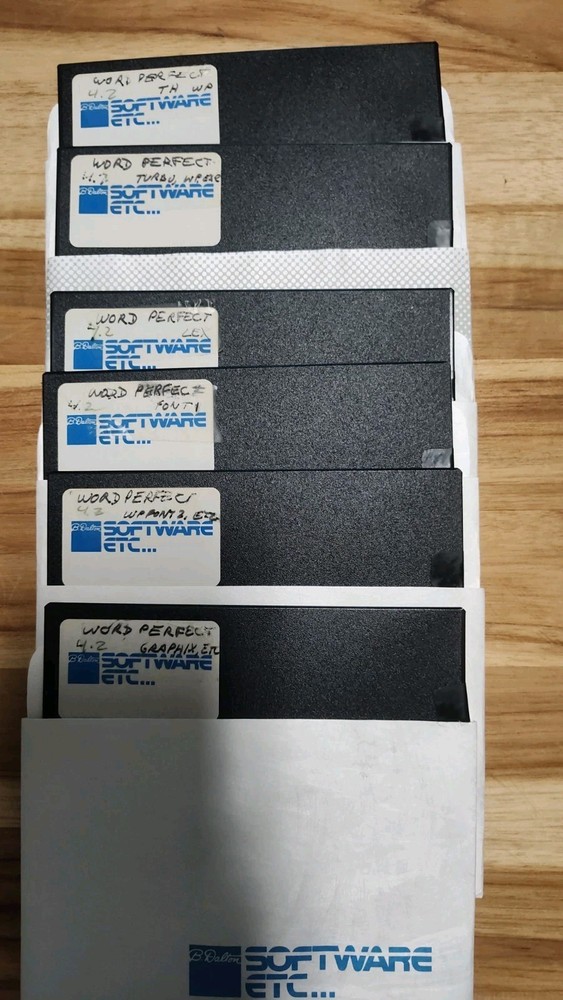 WORD PERFECT
4.2 TH WP
B. Dalton SOFTWARE
ETC...
WORD PERFECT
4.2 TURBO, WP
B. Dalton SOFTWARE
ETC...
WORD PERFECT
4.2 LEX
B. Dalton SOFTWARE
ETC...
WORD PERFECT
4.2 FONT1
B. Dalton SOFTWARE
ETC...
WORD PERFECT
4.2 WPFONT2, ETC
B. Dalton SOFTWARE
ETC...
WORD PERFECT
4.2 GRAPHIX, ETC
B. Dalton SOFTWARE
ETC...
B. Dalton SOFTWARE
ETC...